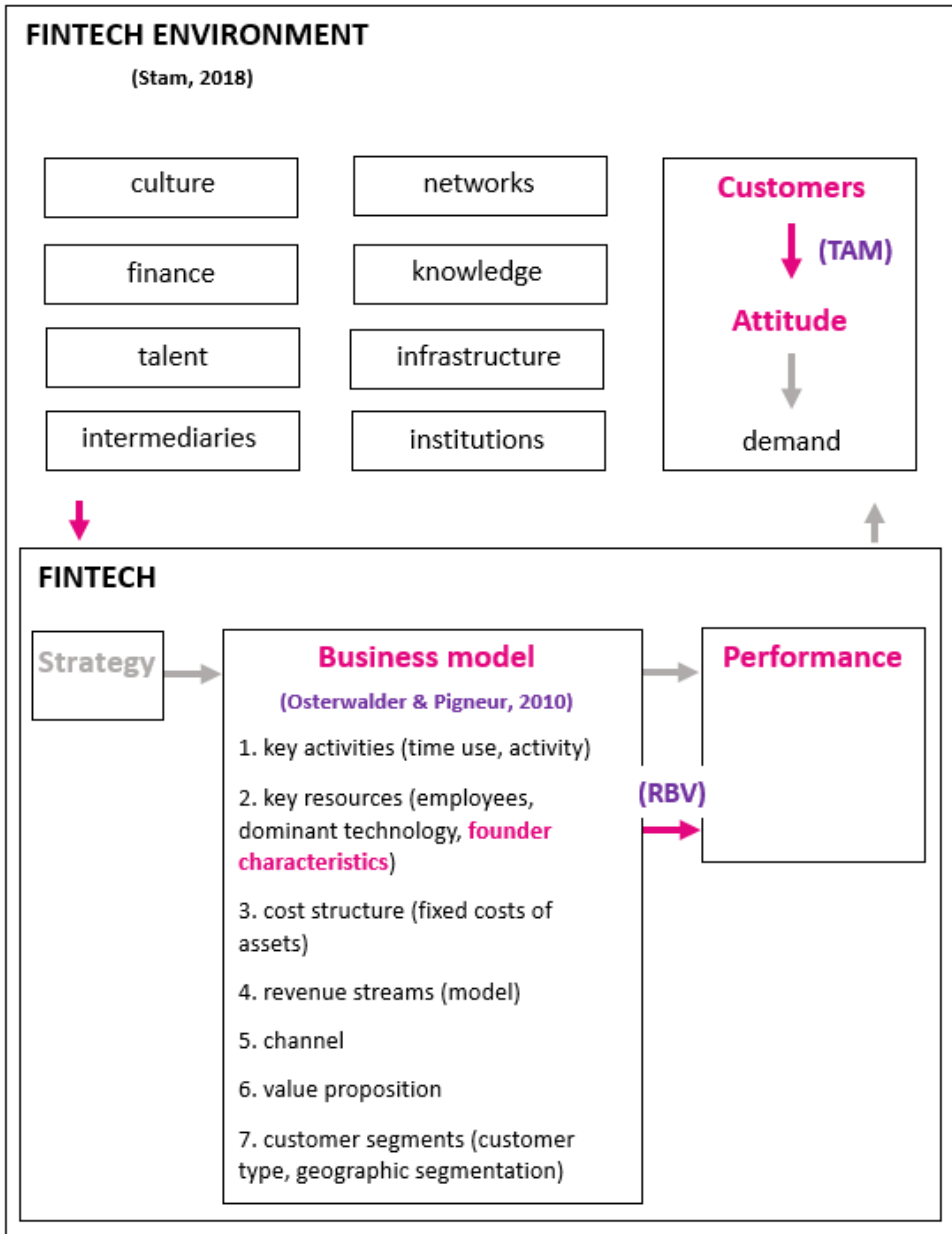 FINTECH ENVIRONMENT
(Stam, 2018)
culture
networks
finance
knowledge
talent
infrastructure
intermediaries
institutions
Customers
(TAM)
Attitude
demand
FINTECH
Strategy
Business model
(Osterwalder & Pigneur, 2010)
1. key activities (time use, activity)
2. key resources (employees,
dominant technology, founder
characteristics)
3. cost structure (fixed costs of
assets)
4. revenue streams (model)
5. channel
6. value proposition
7. customer segments (customer
type, geographic segmentation)
(RBV)
Performance